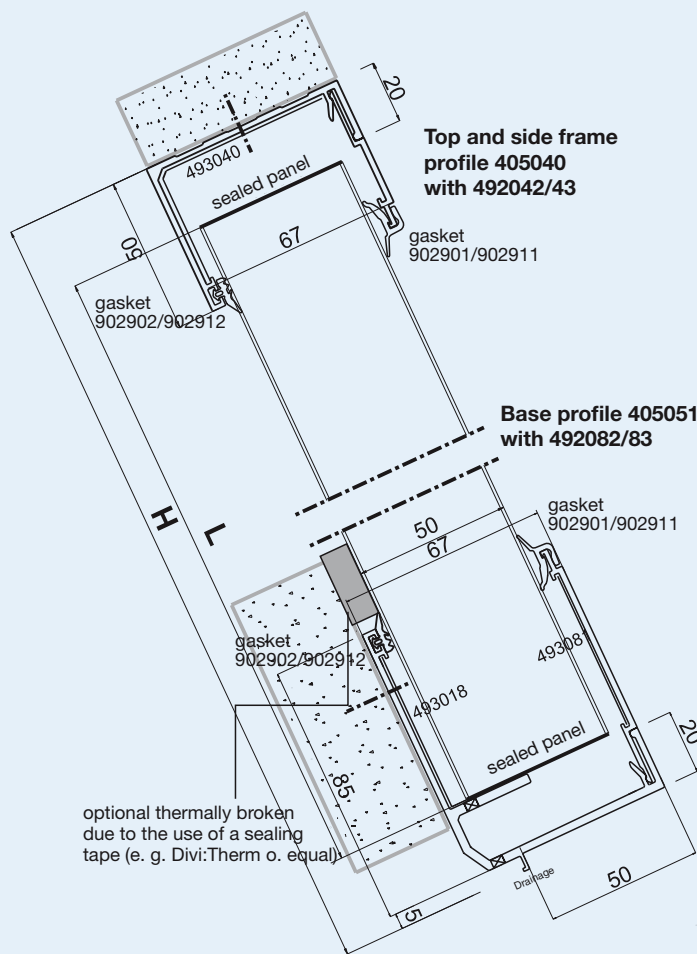 20
Top and side frame
profile 405040
with 492042/43
493040
sealed panel
67
50
gasket
902901/902911
gasket
902902/902912
Base profile 405051
with 492082/83
H
L
50
67
gasket
902901/902911
gasket
902902/902912
493081
493018
sealed panel
20
85
optional thermally broken
due to the use of a sealing
tape (e. g. Divi:Therm o. equal)
Drainage
50
5